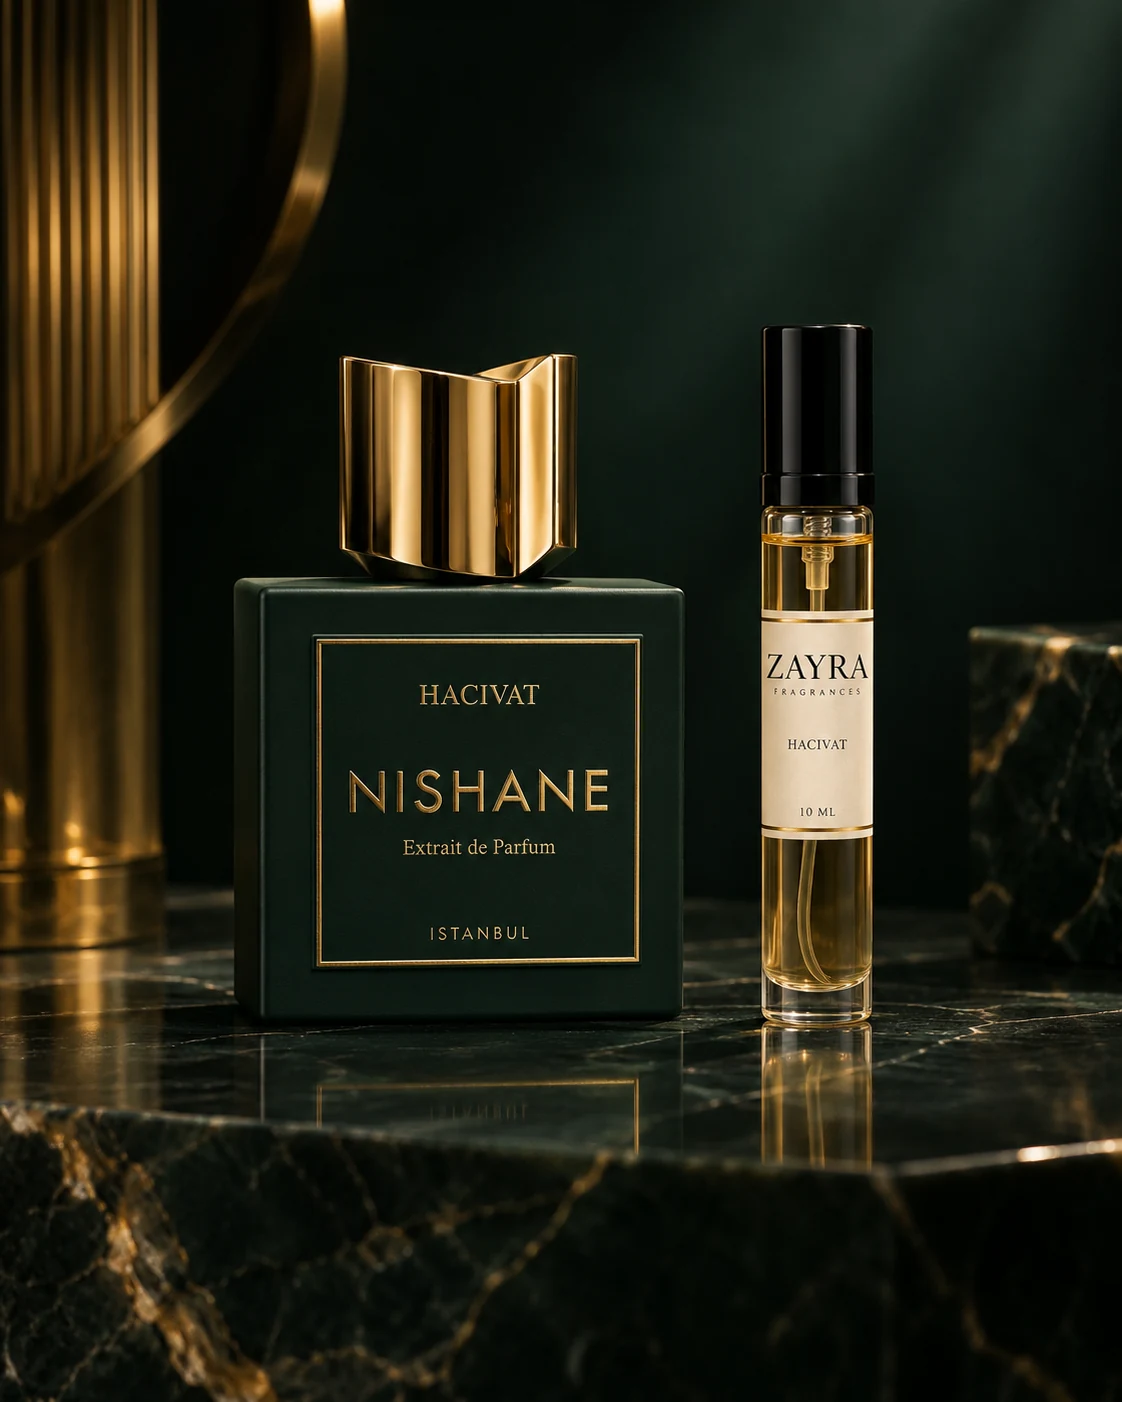 HACIVAT
NISHANE
Extrait de Parfum
ISTANBUL
ZAYRA
FRAGRANCES
HACIVAT
10 ML